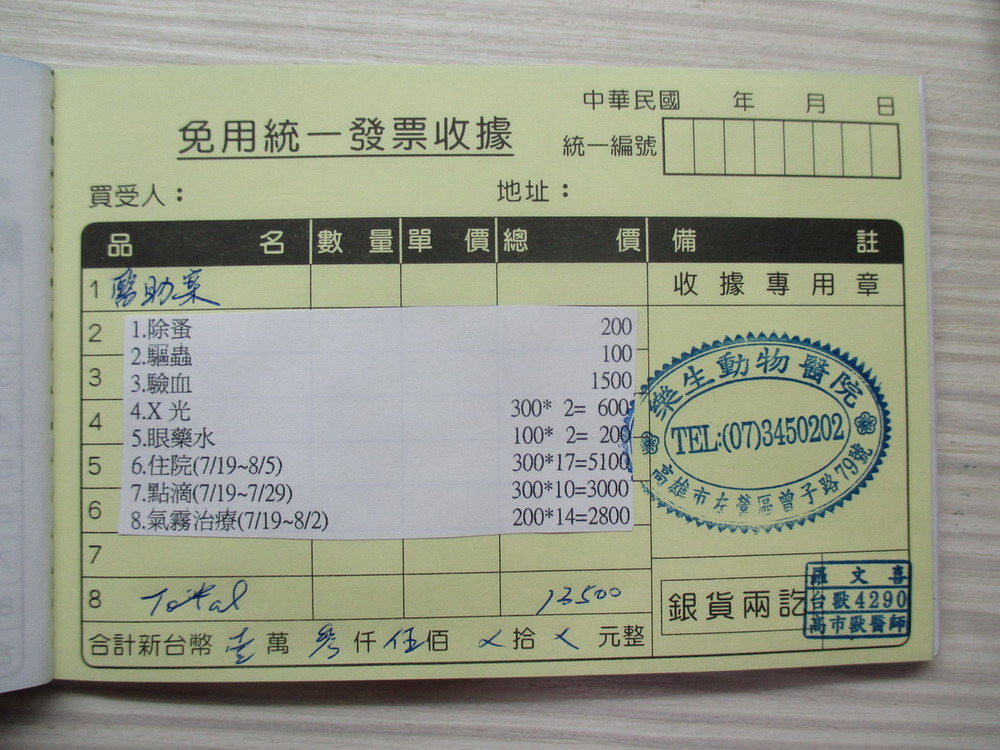 中華民國 年 月 日
免用統一發票收據
統一編號
買受人： 地址：
品名 數量 單價 總價 備註
1 醫助案
收據專用章
2
3
4
5
6
7
1.除蚤 200
2.驅蟲 100
3.驗血 1500
4.X 光 300* 2= 600
5.眼藥水 100* 2= 200
6.住院(7/19~8/5) 300*17=5100
7.點滴(7/19~7/29) 300*10=3000
8.氣霧治療(7/19~8/2) 200*14=2800
樂生動物醫院
TEL:(07)3450202
高雄市左營區曾子路79號
8 Total 13500
銀貨兩訖
羅文喜
台獸4290
高市獸醫師
合計新台幣 壹 萬 參 仟 伍 佰 ㄨ 拾 ㄨ 元整